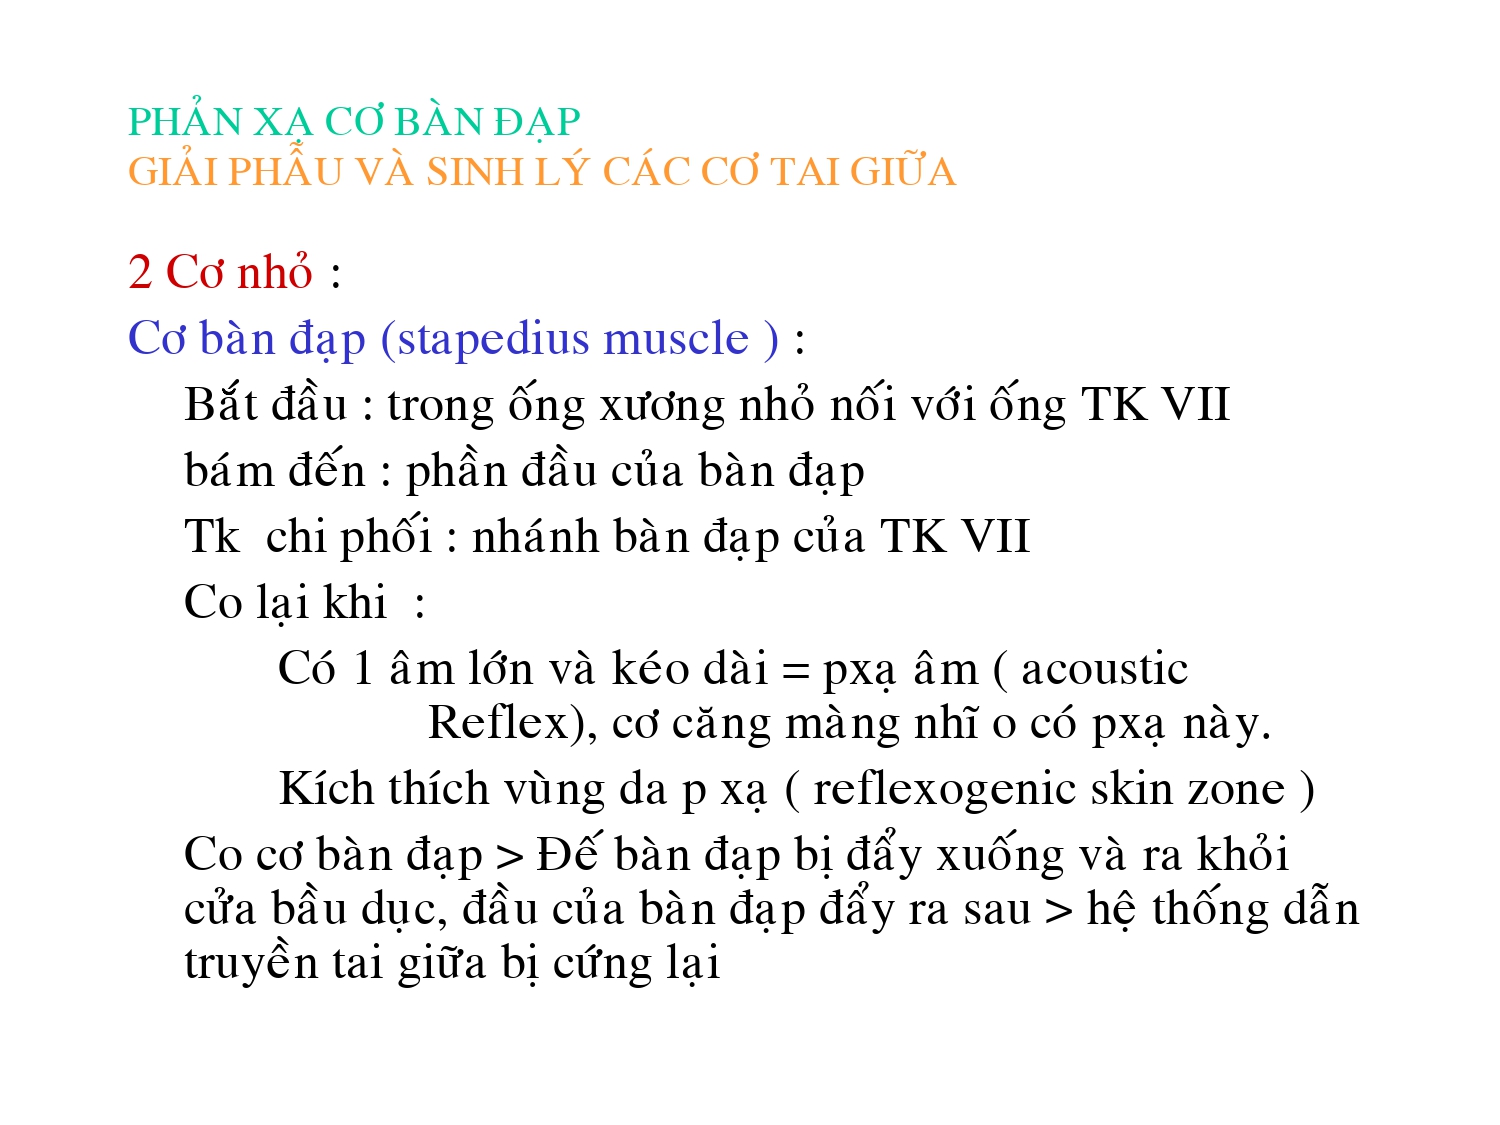 PHẢN XẠ CƠ BÀN ĐẠP
GIẢI PHẪU VÀ SINH LÝ CÁC CƠ TAI GIỮA
2 Cơ nhỏ :
Cơ bàn đạp (stapedius muscle ) :
Bắt đầu : trong ống xương nhỏ nối với ống TK VII
bám đến : phần đầu của bàn đạp
Tk  chi phối : nhánh bàn đạp của TK VII
Co lại khi  :
Có 1 âm lớn và kéo dài = pxạ âm ( acoustic
Reflex), cơ căng màng nhĩ o có pxạ này.
Kích thích vùng da p xạ ( reflexogenic skin zone )
Co cơ bàn đạp > Đế bàn đạp bị đẩy xuống và ra khỏi
cửa bầu dục, đầu của bàn đạp đẩy ra sau > hệ thống dẫn
truyền tai giữa bị cứng lại